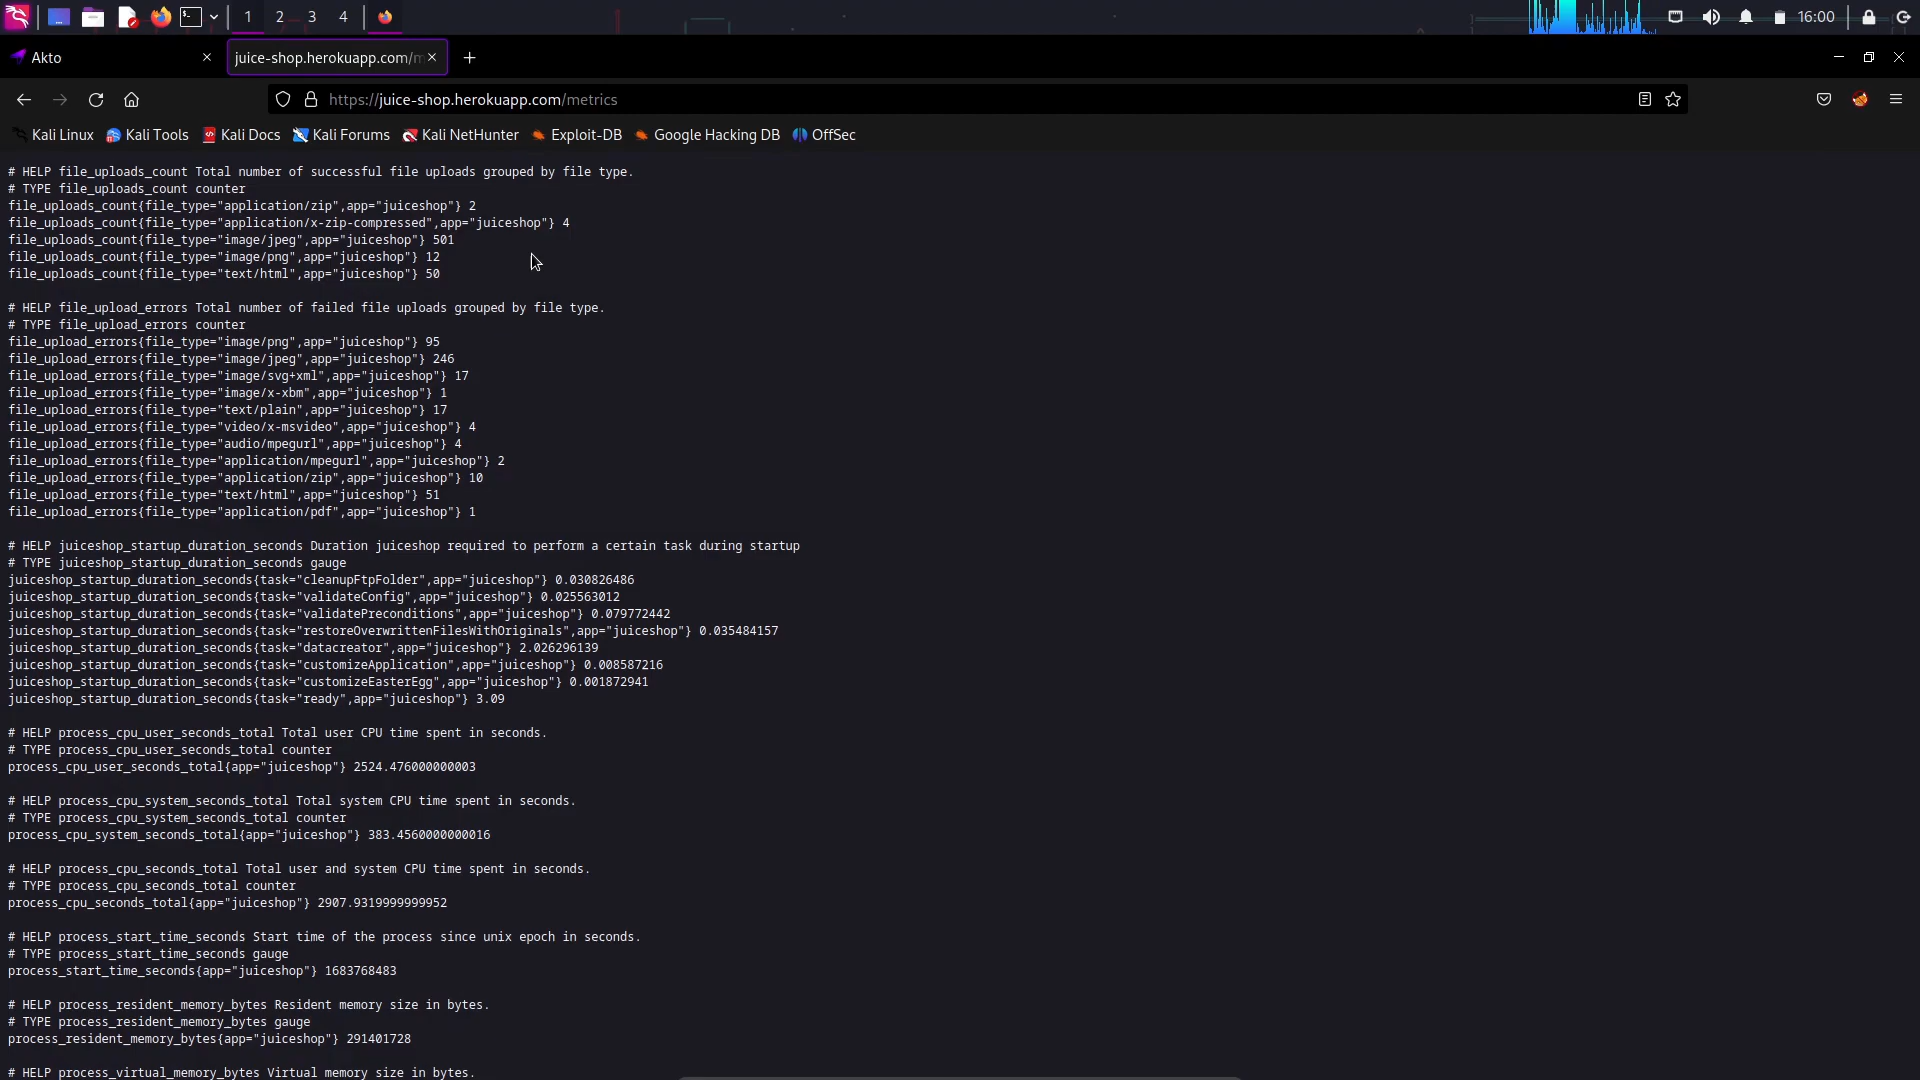 1 2 3 4 16:00
Akto
juice-shop.herokuapp.com/m
https://juice-shop.herokuapp.com/metrics
Kali Linux Kali Tools Kali Docs Kali Forums Kali NetHunter Exploit-DB Google Hacking DB OffSec
# HELP file_uploads_count Total number of successful file uploads grouped by file type.
# TYPE file_uploads_count counter
file_uploads_count{file_type="application/zip",app="juiceshop"} 2
file_uploads_count{file_type="application/x-zip-compressed",app="juiceshop"} 4
file_uploads_count{file_type="image/jpeg",app="juiceshop"} 501
file_uploads_count{file_type="image/png",app="juiceshop"} 12
file_uploads_count{file_type="text/html",app="juiceshop"} 50
# HELP file_upload_errors Total number of failed file uploads grouped by file type.
# TYPE file_upload_errors counter
file_upload_errors{file_type="image/png",app="juiceshop"} 95
file_upload_errors{file_type="image/jpeg",app="juiceshop"} 246
file_upload_errors{file_type="image/svg+xml",app="juiceshop"} 17
file_upload_errors{file_type="image/x-xbm",app="juiceshop"} 1
file_upload_errors{file_type="text/plain",app="juiceshop"} 17
file_upload_errors{file_type="video/x-msvideo",app="juiceshop"} 4
file_upload_errors{file_type="audio/mpegurl",app="juiceshop"} 4
file_upload_errors{file_type="application/mpegurl",app="juiceshop"} 2
file_upload_errors{file_type="application/zip",app="juiceshop"} 10
file_upload_errors{file_type="text/html",app="juiceshop"} 51
file_upload_errors{file_type="application/pdf",app="juiceshop"} 1
# HELP juiceshop_startup_duration_seconds Duration juiceshop required to perform a certain task during startup
# TYPE juiceshop_startup_duration_seconds gauge
juiceshop_startup_duration_seconds{task="cleanupFtpFolder",app="juiceshop"} 0.030826486
juiceshop_startup_duration_seconds{task="validateConfig",app="juiceshop"} 0.025563012
juiceshop_startup_duration_seconds{task="validatePreconditions",app="juiceshop"} 0.079772442
juiceshop_startup_duration_seconds{task="restoreOverwrittenFilesWithOriginals",app="juiceshop"} 0.035484157
juiceshop_startup_duration_seconds{task="datacreator",app="juiceshop"} 2.026296139
juiceshop_startup_duration_seconds{task="customizeApplication",app="juiceshop"} 0.008587216
juiceshop_startup_duration_seconds{task="customizeEasterEgg",app="juiceshop"} 0.001872941
juiceshop_startup_duration_seconds{task="ready",app="juiceshop"} 3.09
# HELP process_cpu_user_seconds_total Total user CPU time spent in seconds.
# TYPE process_cpu_user_seconds_total counter
process_cpu_user_seconds_total{app="juiceshop"} 2524.476000000003
# HELP process_cpu_system_seconds_total Total system CPU time spent in seconds.
# TYPE process_cpu_system_seconds_total counter
process_cpu_system_seconds_total{app="juiceshop"} 383.4560000000016
# HELP process_cpu_seconds_total Total user and system CPU time spent in seconds.
# TYPE process_cpu_seconds_total counter
process_cpu_seconds_total{app="juiceshop"} 2907.9319999999952
# HELP process_start_time_seconds Start time of the process since unix epoch in seconds.
# TYPE process_start_time_seconds gauge
process_start_time_seconds{app="juiceshop"} 1683768483
# HELP process_resident_memory_bytes Resident memory size in bytes.
# TYPE process_resident_memory_bytes gauge
process_resident_memory_bytes{app="juiceshop"} 291401728
# HELP process_virtual_memory_bytes Virtual memory size in bytes.